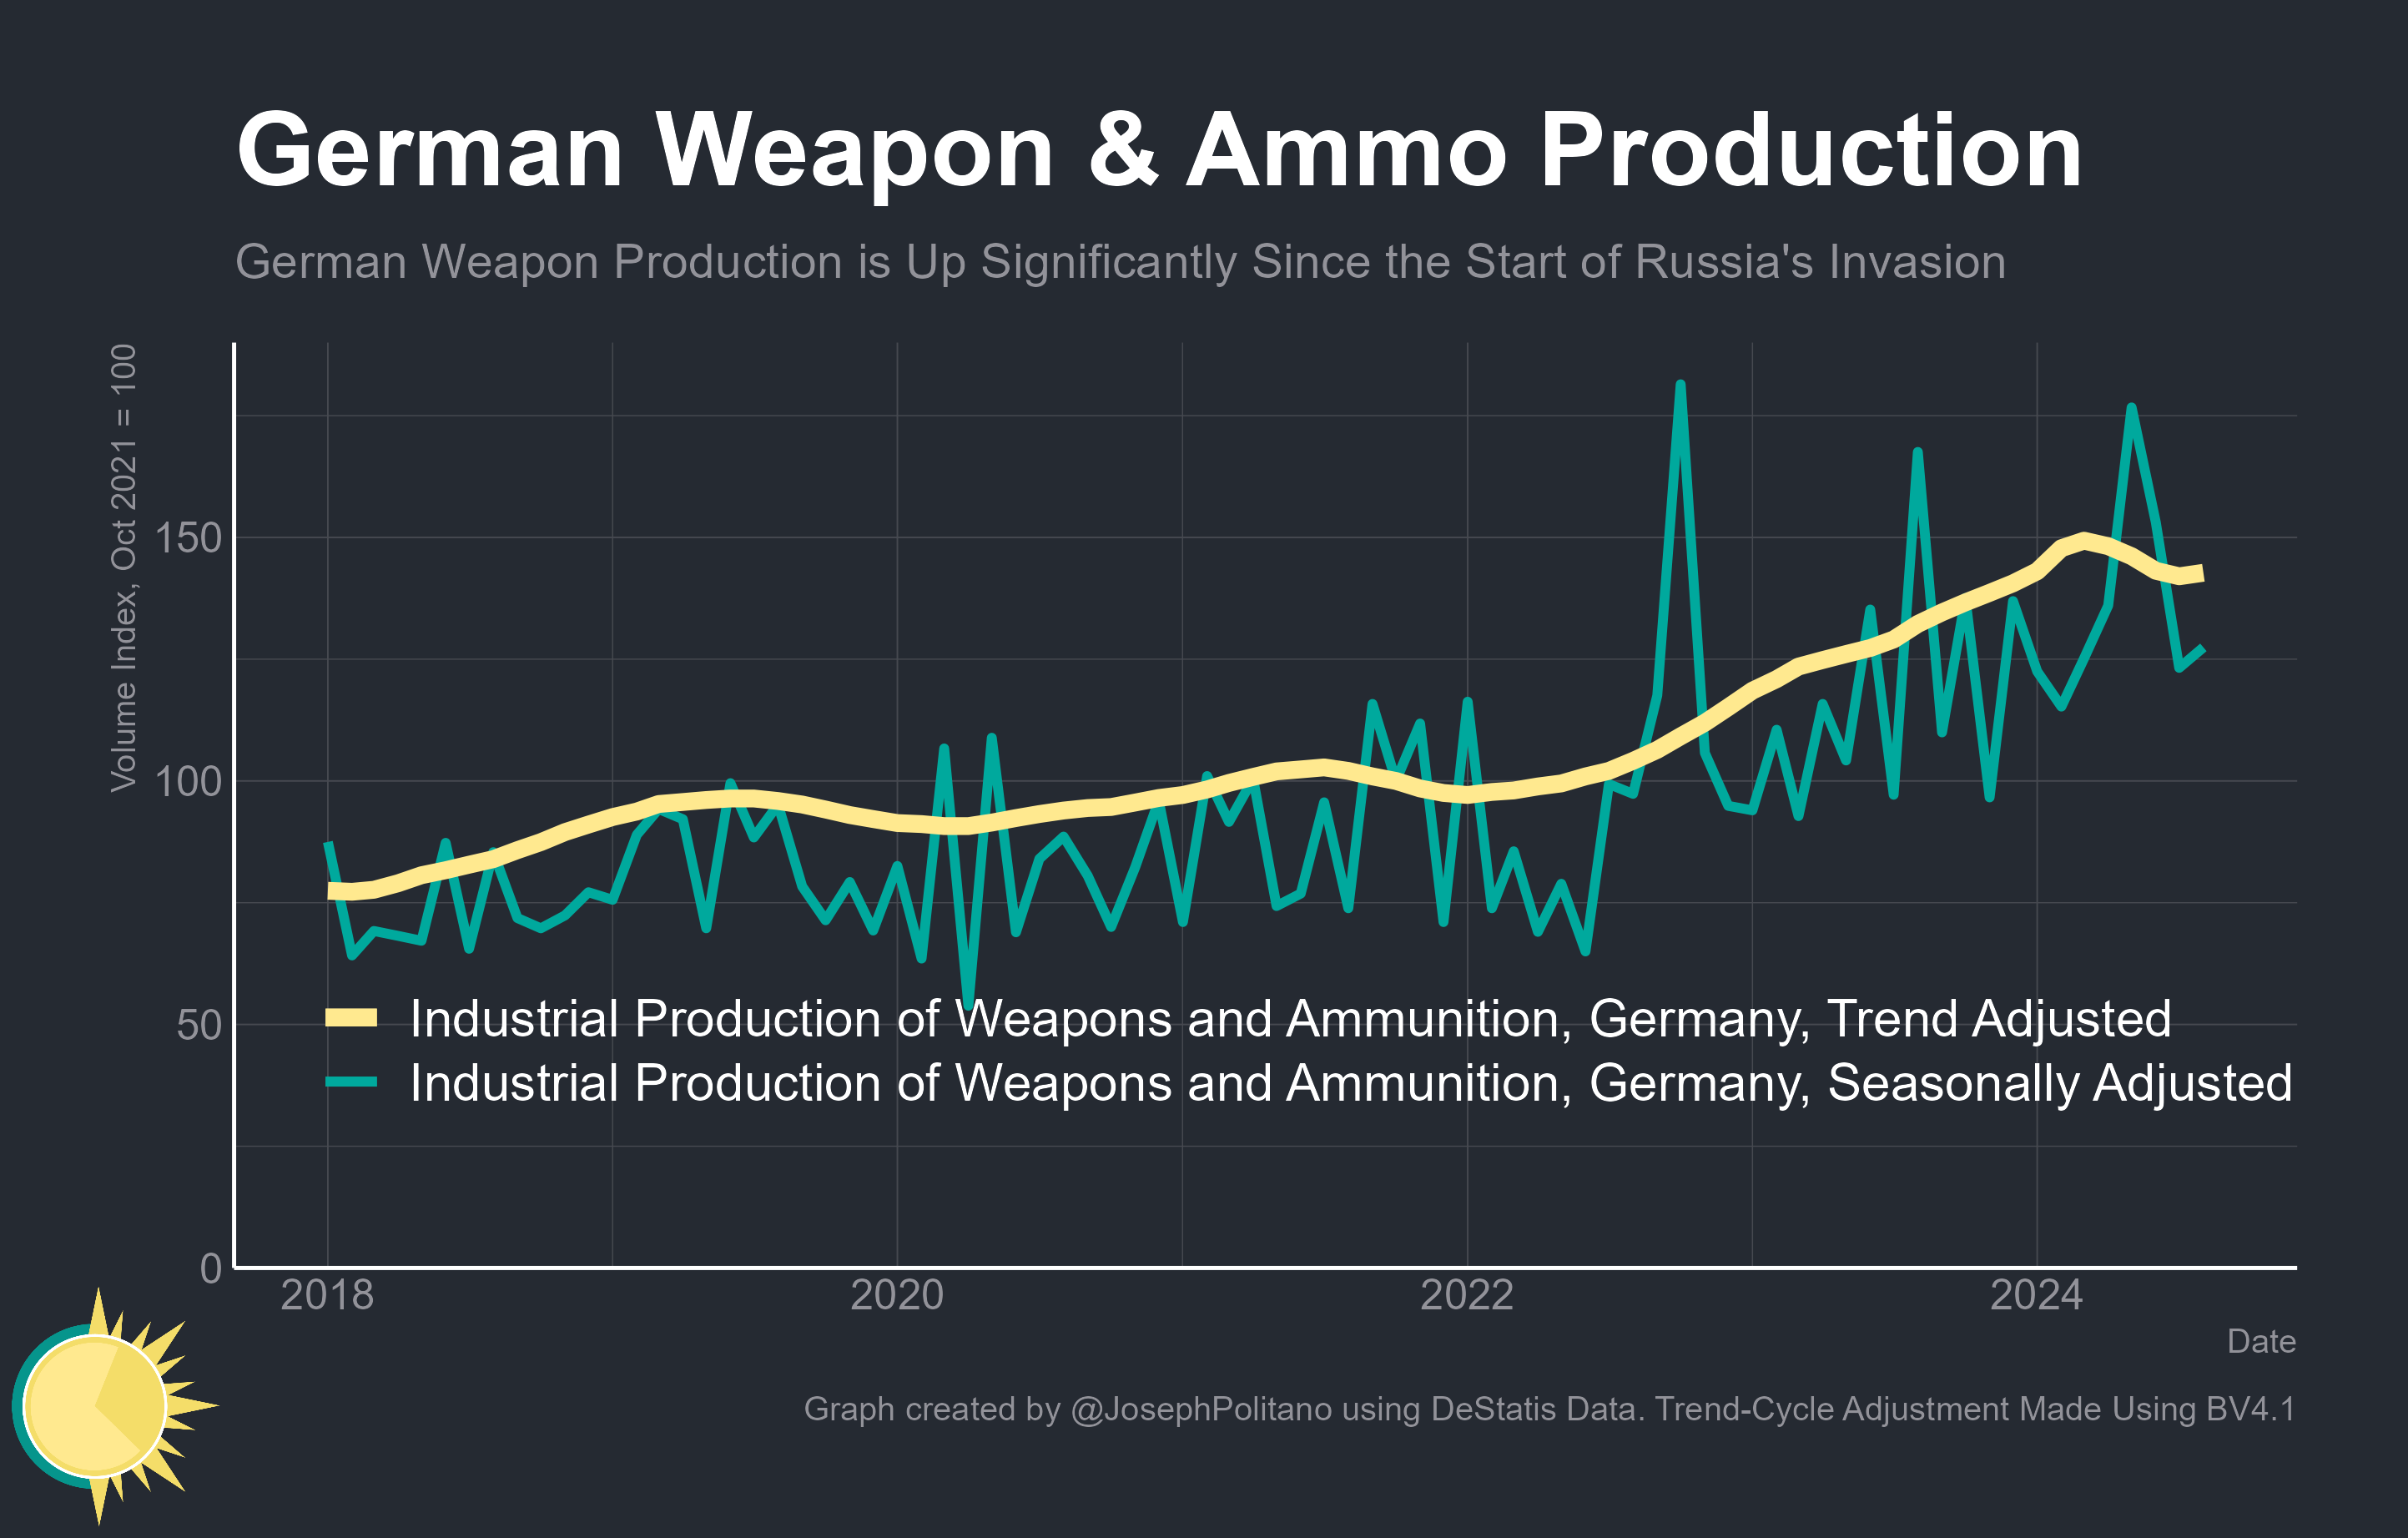 German Weapon & Ammo Production
German Weapon Production is Up Significantly Since the Start of Russia's Invasion
Volume Index, Oct 2021 = 100
150
100
50
0
Industrial Production of Weapons and Ammunition, Germany, Trend Adjusted
Industrial Production of Weapons and Ammunition, Germany, Seasonally Adjusted
2018 2020 2022 2024
Date
Graph created by @JosephPolitano using DeStatis Data. Trend-Cycle Adjustment Made Using BV4.1